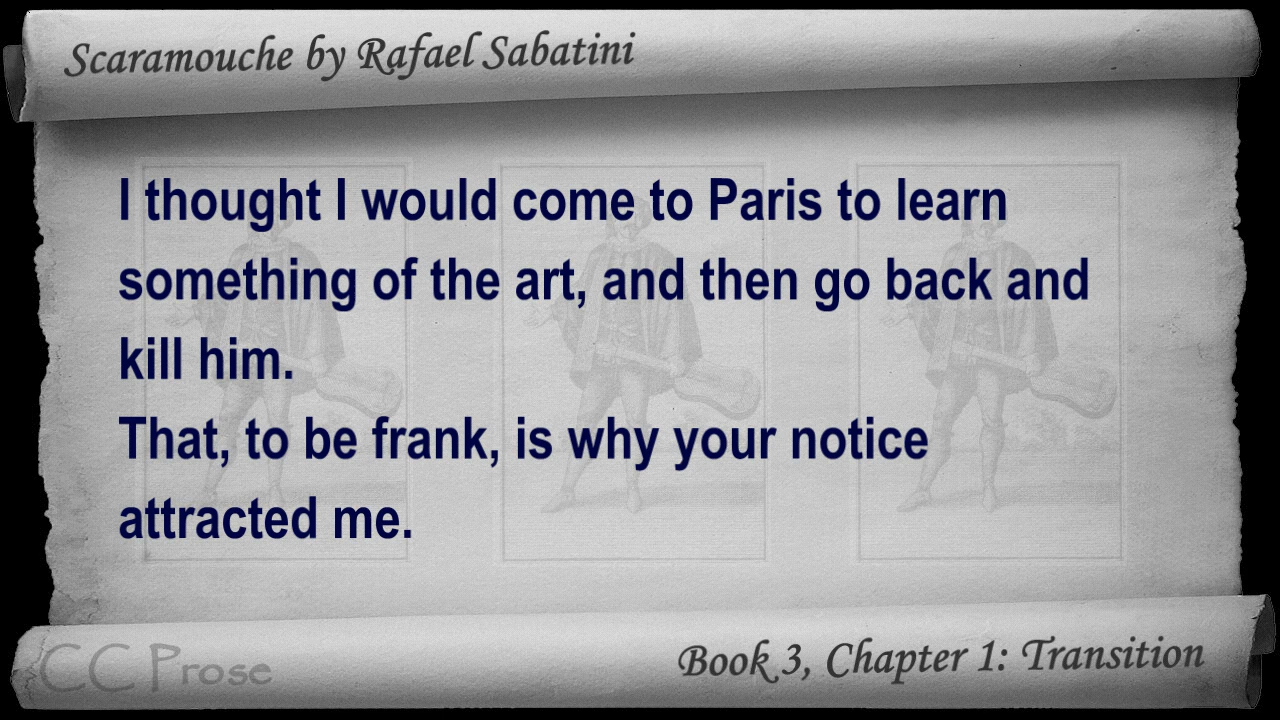 Scaramouche by Rafael Sabatini
I thought I would come to Paris to learn
something of the art, and then go back and
kill him.
That, to be frank, is why your notice
attracted me.
CC Prose
Book 3, Chapter 1: Transition